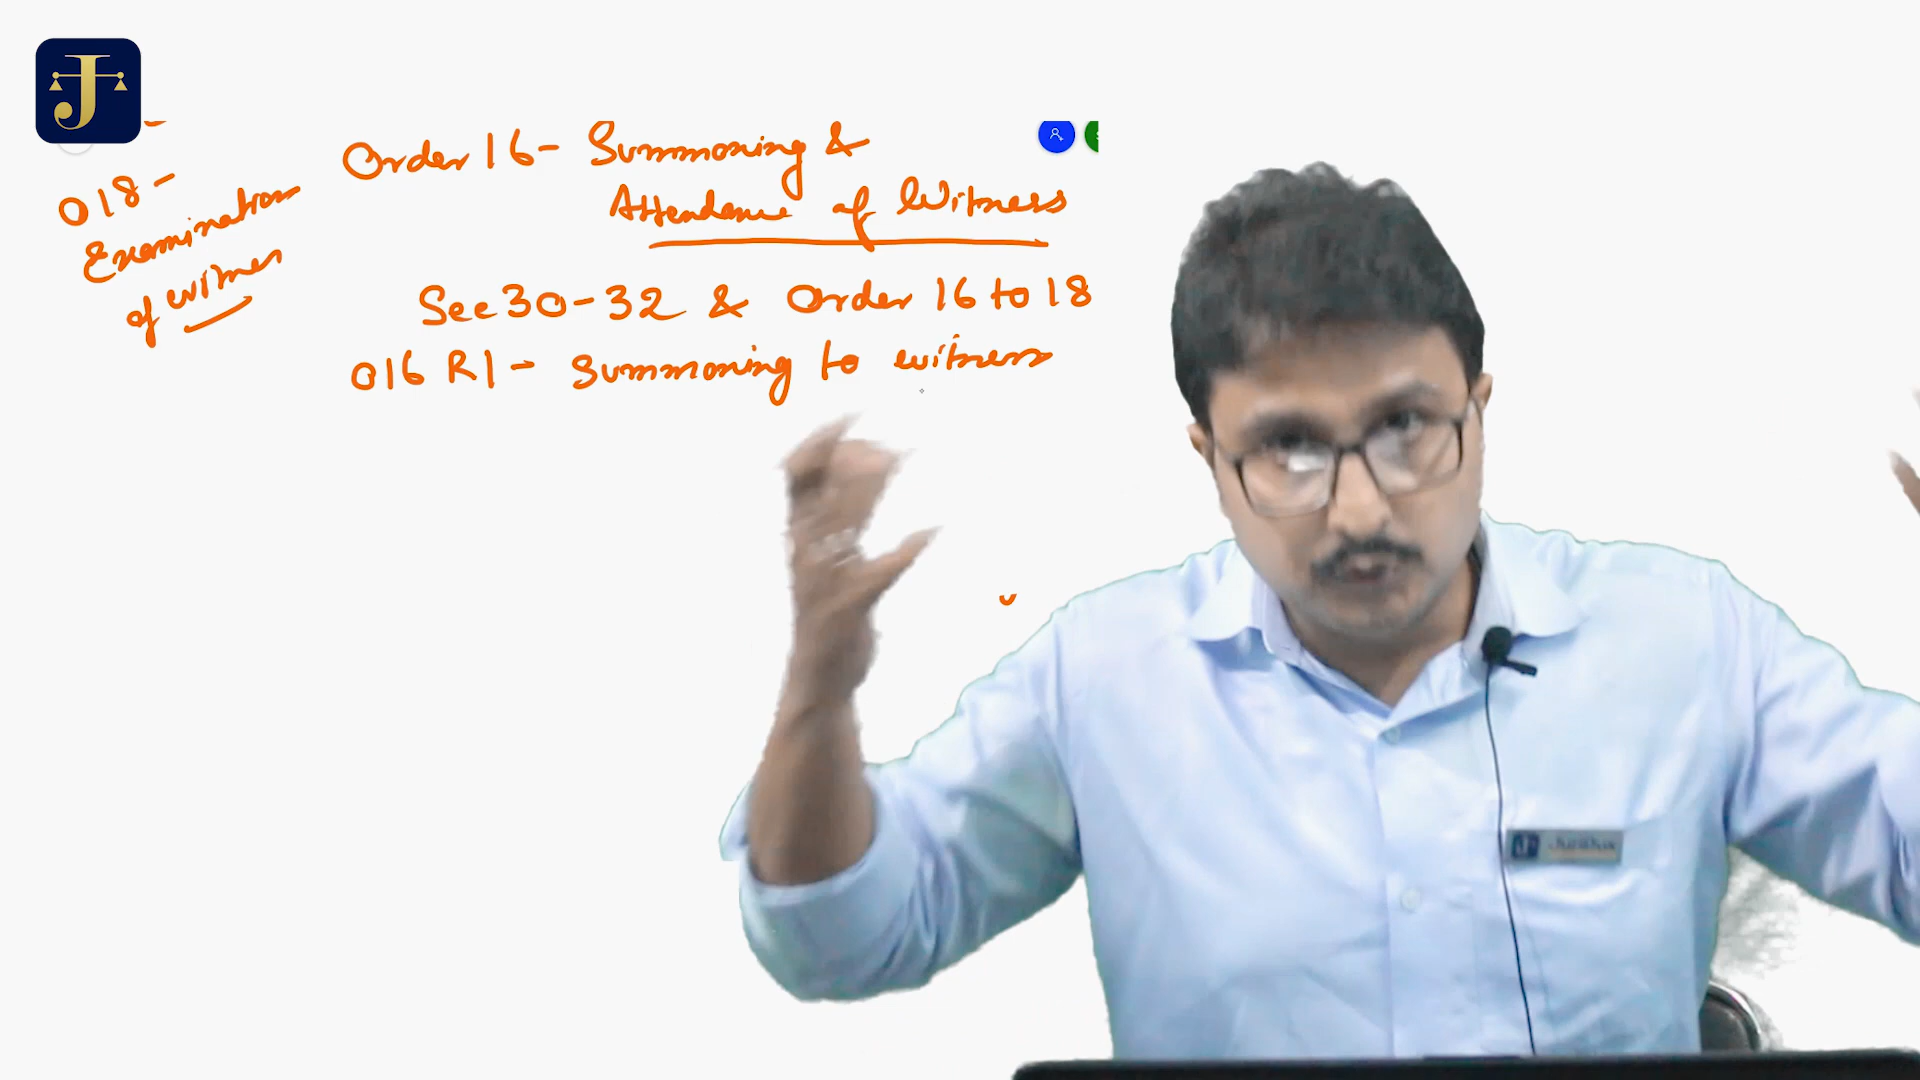 Order 16 - Summoning &
Attendance of Witness
Sec 30-32 & Order 16 to 18
O16 R1 - Summoning to witness
O18 -
Examination
of witness